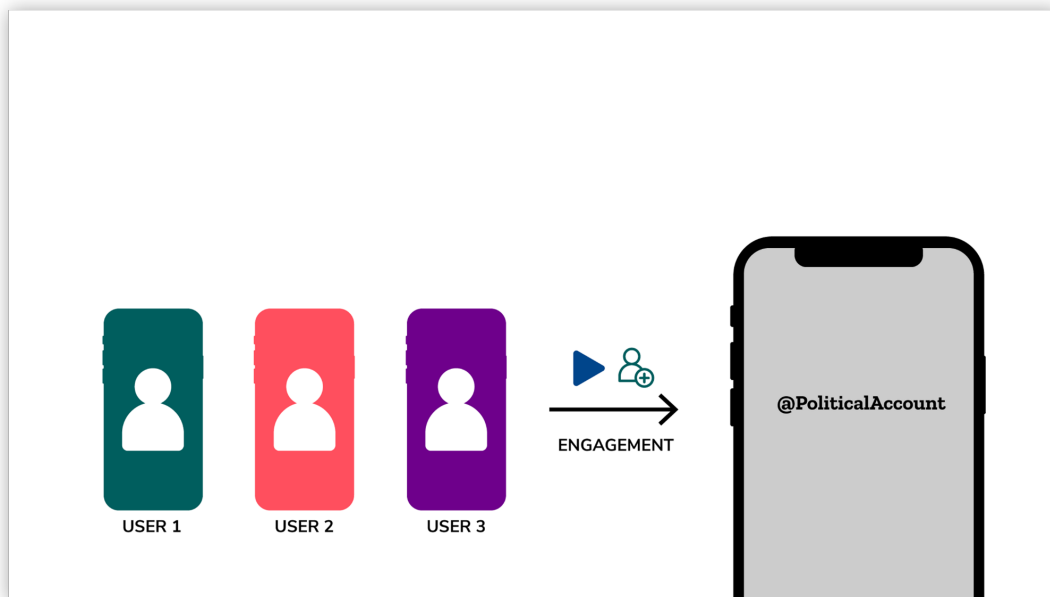 @PoliticalAccount
ENGAGEMENT
USER 1
USER 2
USER 3